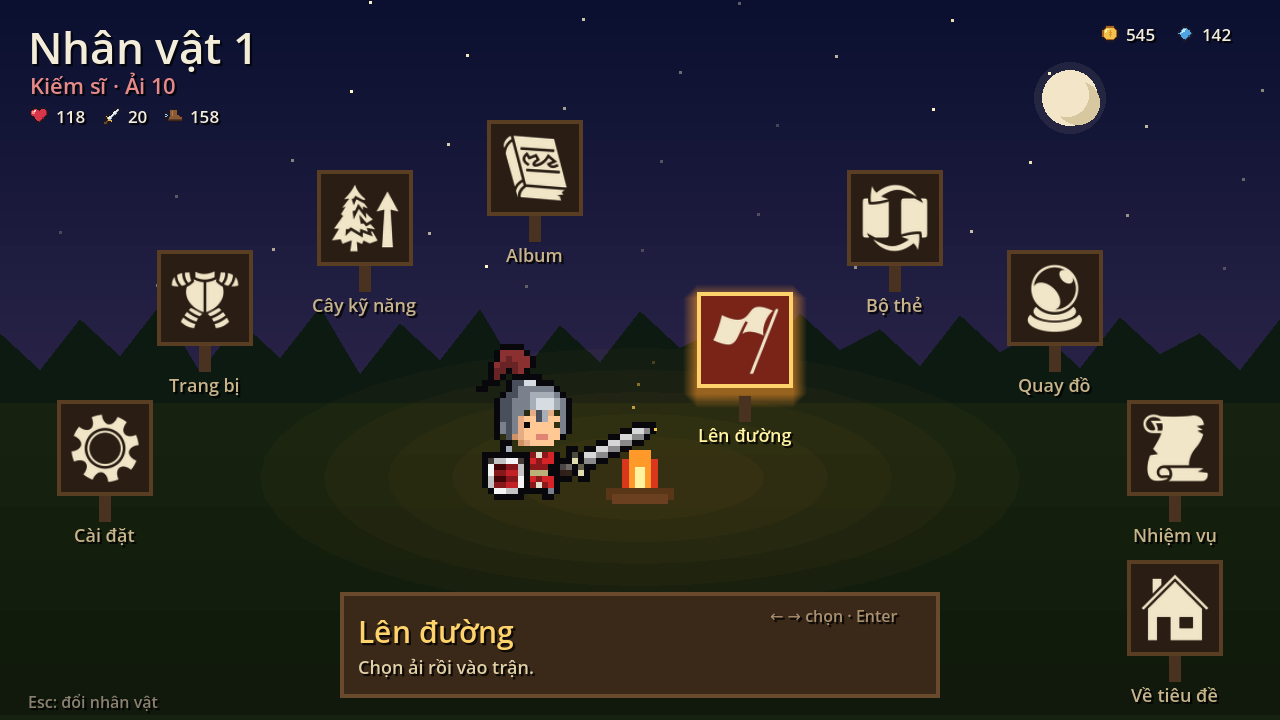 Nhân vật 1
Kiếm sĩ · Ải 10
118 20 158
545 142
Album
Cây kỹ năng
Bộ thẻ
Trang bị
Quay đồ
Lên đường
Cài đặt
Nhiệm vụ
Lên đường
← → chọn · Enter
Chọn ải rồi vào trận.
Về tiêu đề
Esc: đổi nhân vật